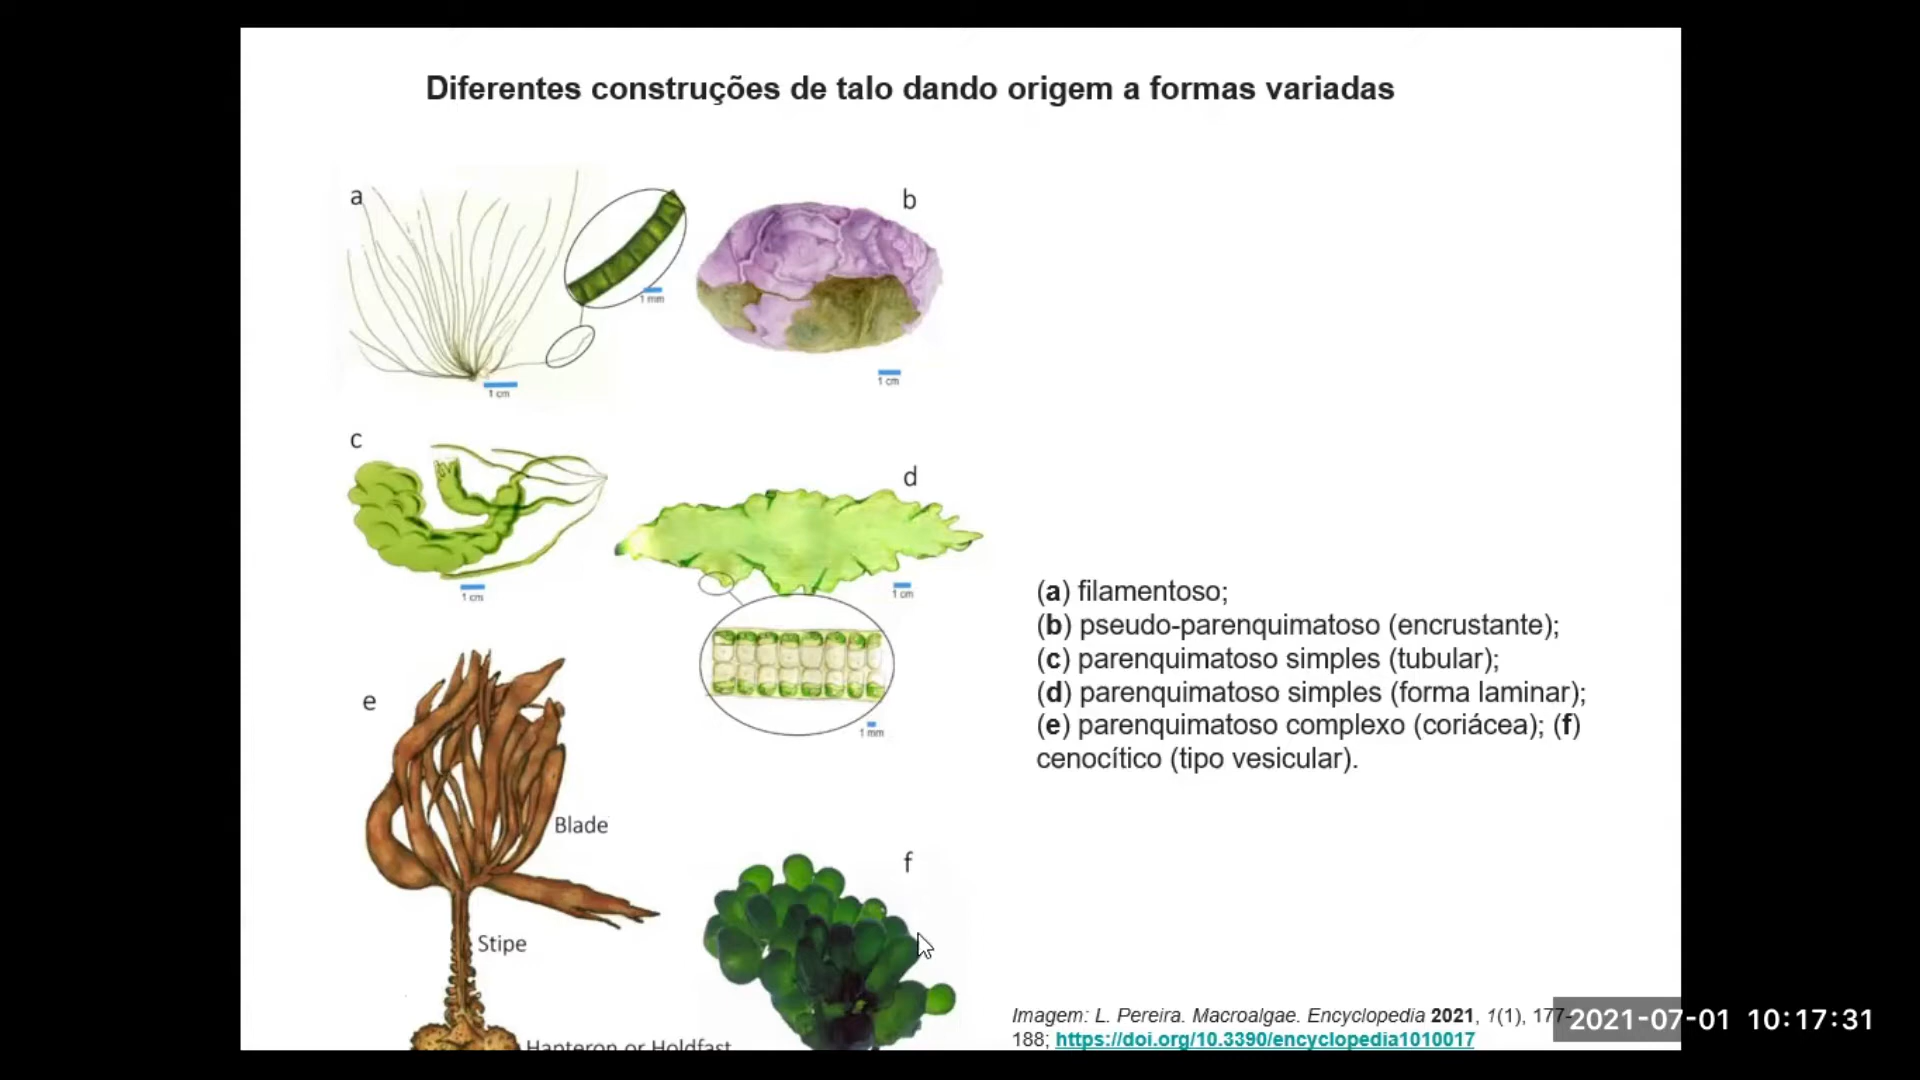 Diferentes construções de talo dando origem a formas variadas
a
b
1 mm
1 cm
1 cm
c
d
1 cm
1 cm
(a) filamentoso;
(b) pseudo-parenquimatoso (encrustante);
(c) parenquimatoso simples (tubular);
(d) parenquimatoso simples (forma laminar);
(e) parenquimatoso complexo (coriácea); (f)
cenocítico (tipo vesicular).
1 mm
e
Blade
f
Stipe
Hapteron or Holdfast
Imagem: L. Pereira. Macroalgae. Encyclopedia 2021, 1(1), 177-
188; https://doi.org/10.3390/encyclopedia1010017
2021-07-01 10:17:31